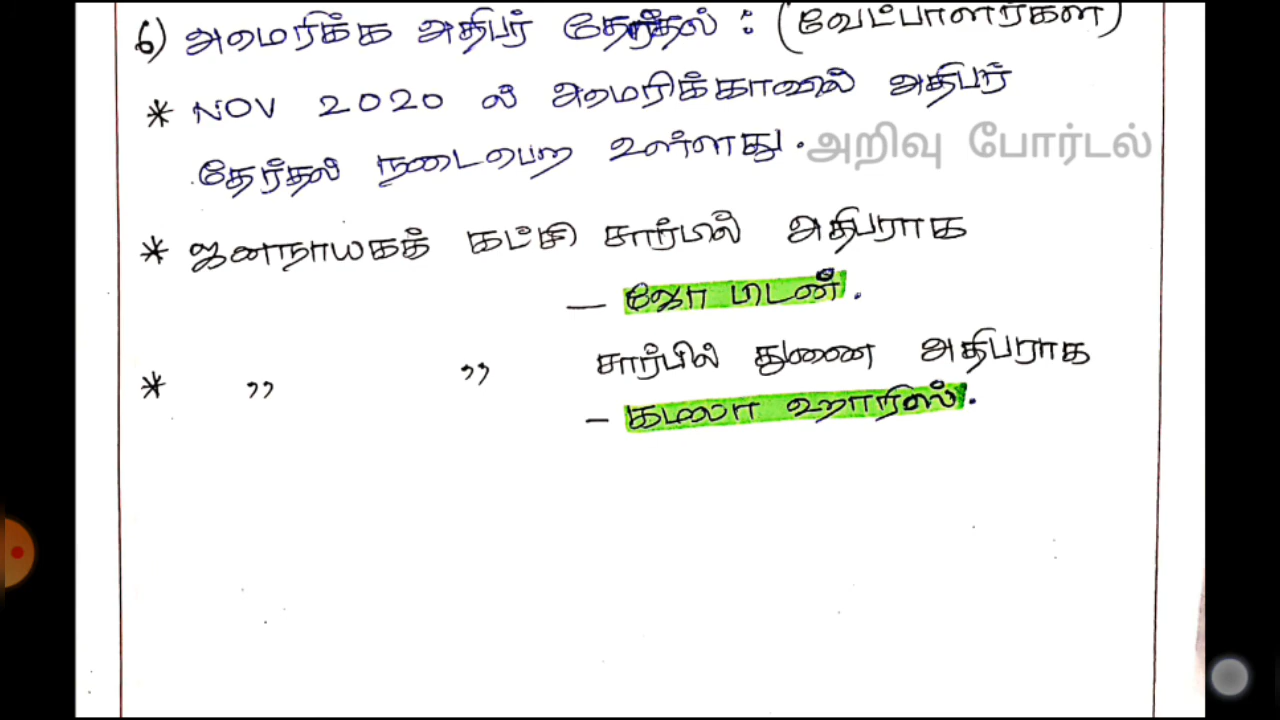 6) அமெரிக்க அதிபர் தேர்தல் : (வேட்பாளர்கள்)
* NOV 2020 ல் அமெரிக்காவில் அதிபர்
தேர்தல் நடைபெற உள்ளது. அறிவு போர்டல்
* ஜனநாயகக் கட்சி சார்பில் அதிபராக
– ஜோ பிடன்.
* ,, ,, சார்பில் துணை அதிபராக
– கமலா ஹாரிஸ்.